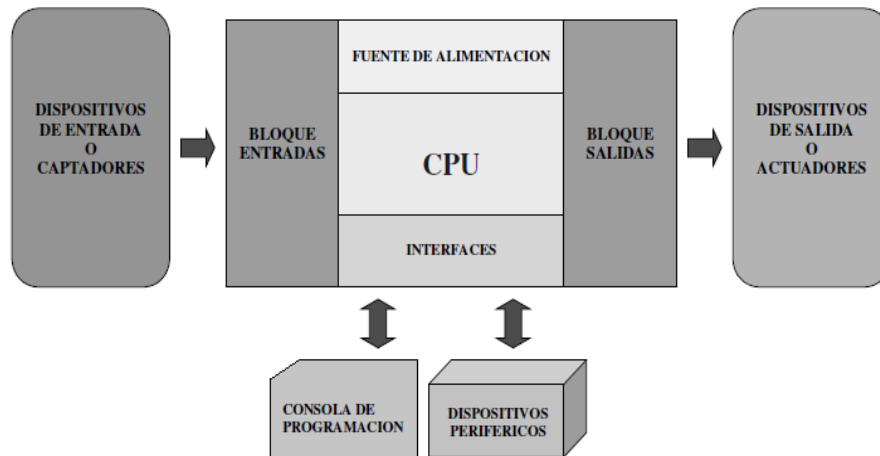 DISPOSITIVOS
DE ENTRADA
O
CAPTADORES
BLOQUE
ENTRADAS
FUENTE DE ALIMENTACION
CPU
INTERFACES
BLOQUE
SALIDAS
DISPOSITIVOS
DE SALIDA
O
ACTUADORES
CONSOLA DE
PROGRAMACION
DISPOSITIVOS
PERIFERICOS